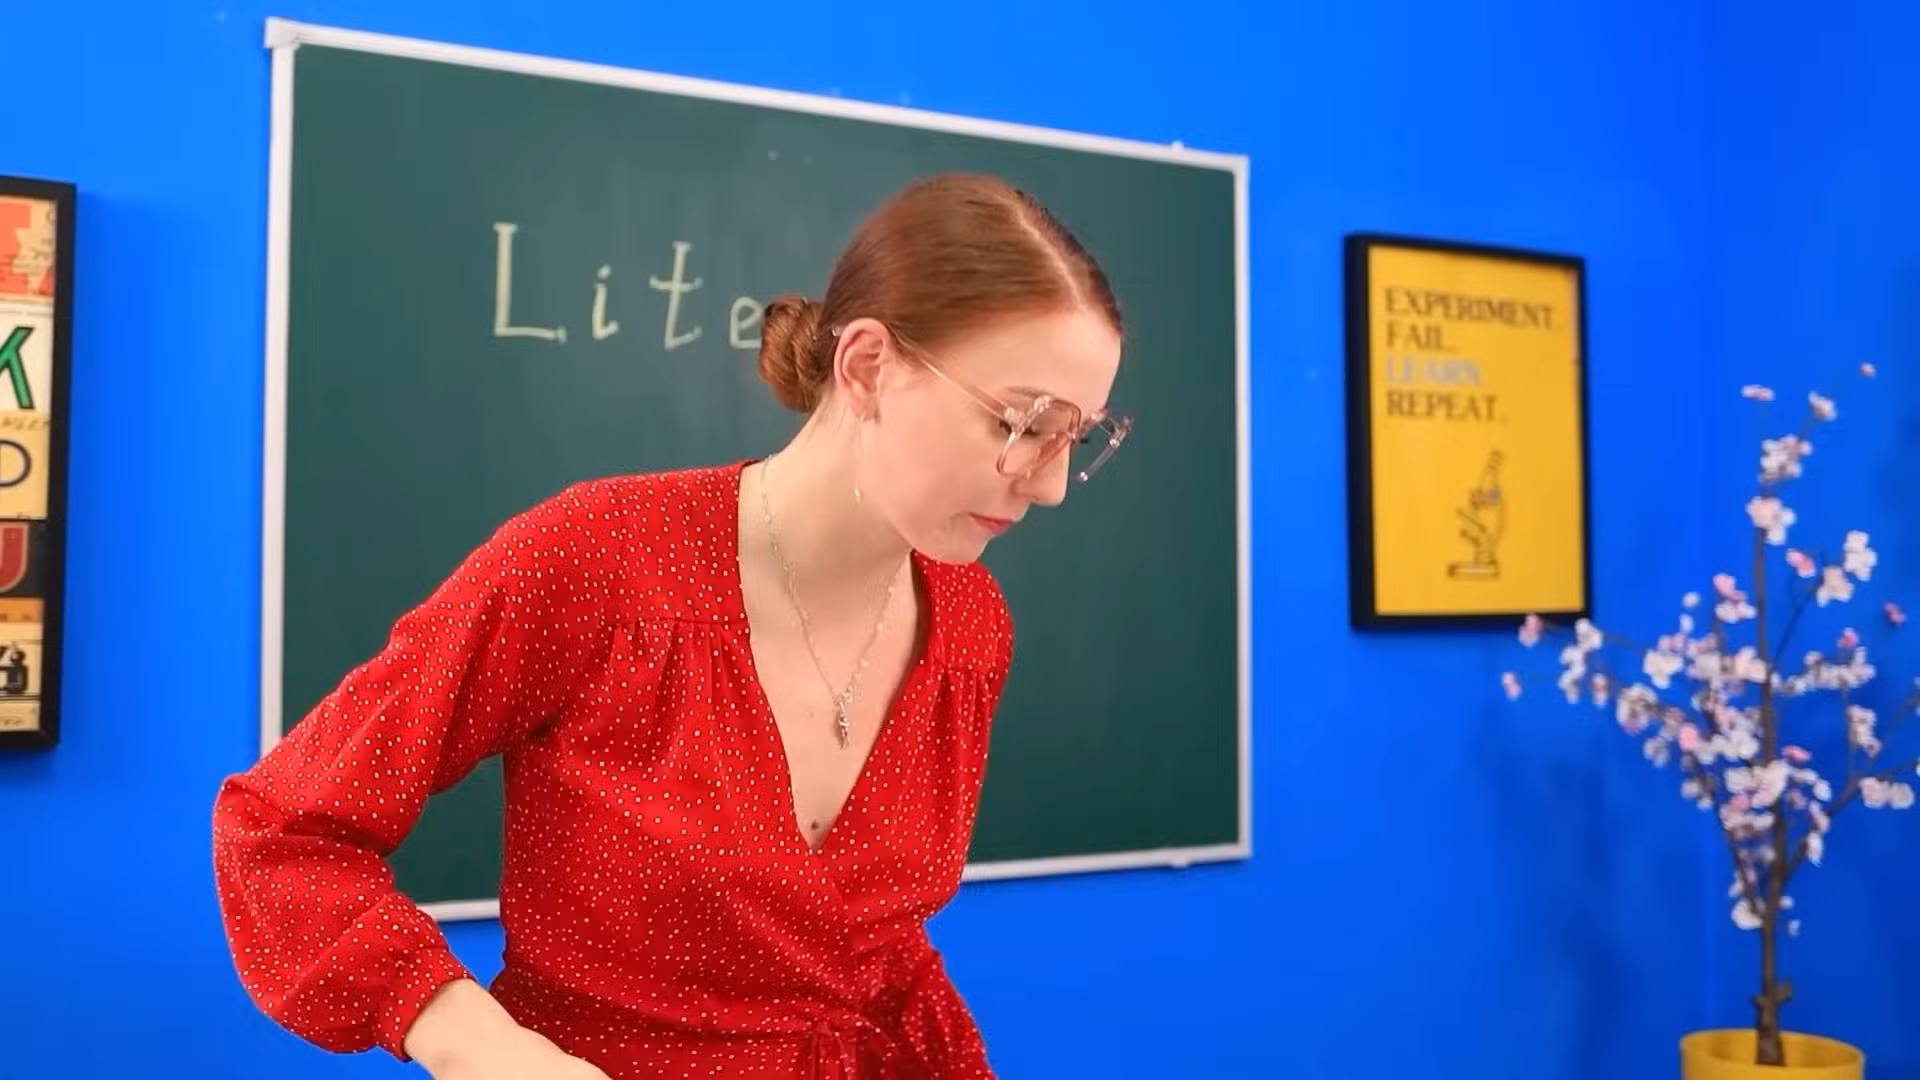 K
P
U
Lite
EXPERIMENT.
FAIL.
LEARN.
REPEAT.